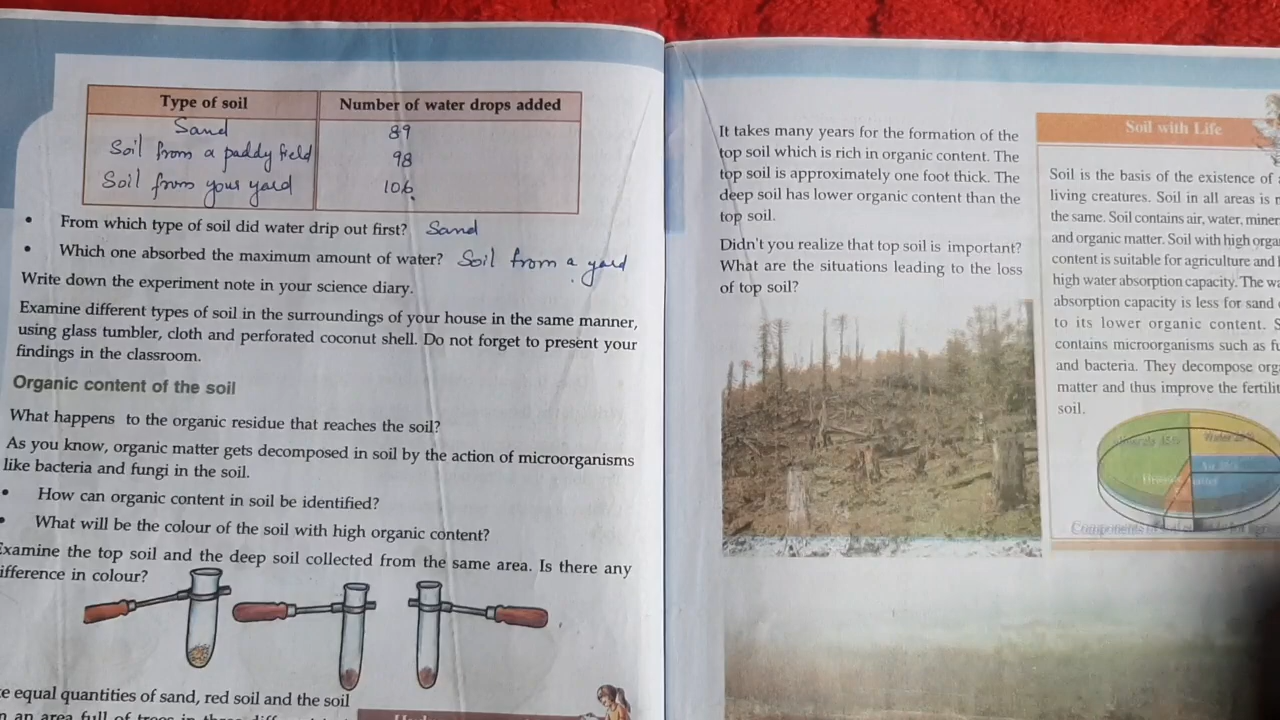 Type of soil Number of water drops added
Sand 89
Soil from a paddy field 98
Soil from your yard 106
• From which type of soil did water drip out first? Sand
• Which one absorbed the maximum amount of water? Soil from a yard
Write down the experiment note in your science diary.
Examine different types of soil in the surroundings of your house in the same manner,
using glass tumbler, cloth and perforated coconut shell. Do not forget to present your
findings in the classroom.
Organic content of the soil
What happens to the organic residue that reaches the soil?
As you know, organic matter gets decomposed in soil by the action of microorganisms
like bacteria and fungi in the soil.
• How can organic content in soil be identified?
• What will be the colour of the soil with high organic content?
Examine the top soil and the deep soil collected from the same area. Is there any
ifference in colour?
e equal quantities of sand, red soil and the soil
an area full of trees in
It takes many years for the formation of the
top soil which is rich in organic content. The
top soil is approximately one foot thick. The
deep soil has lower organic content than the
top soil.
Didn't you realize that top soil is important?
What are the situations leading to the loss
of top soil?
Soil with Life
Soil is the basis of the existence of
living creatures. Soil in all areas is
the same. Soil contains air, water, miner
and organic matter. Soil with high orga
content is suitable for agriculture and
high water absorption capacity. The wa
absorption capacity is less for sand
to its lower organic content. S
contains microorganisms such as fu
and bacteria. They decompose orga
matter and thus improve the fertilit
soil.